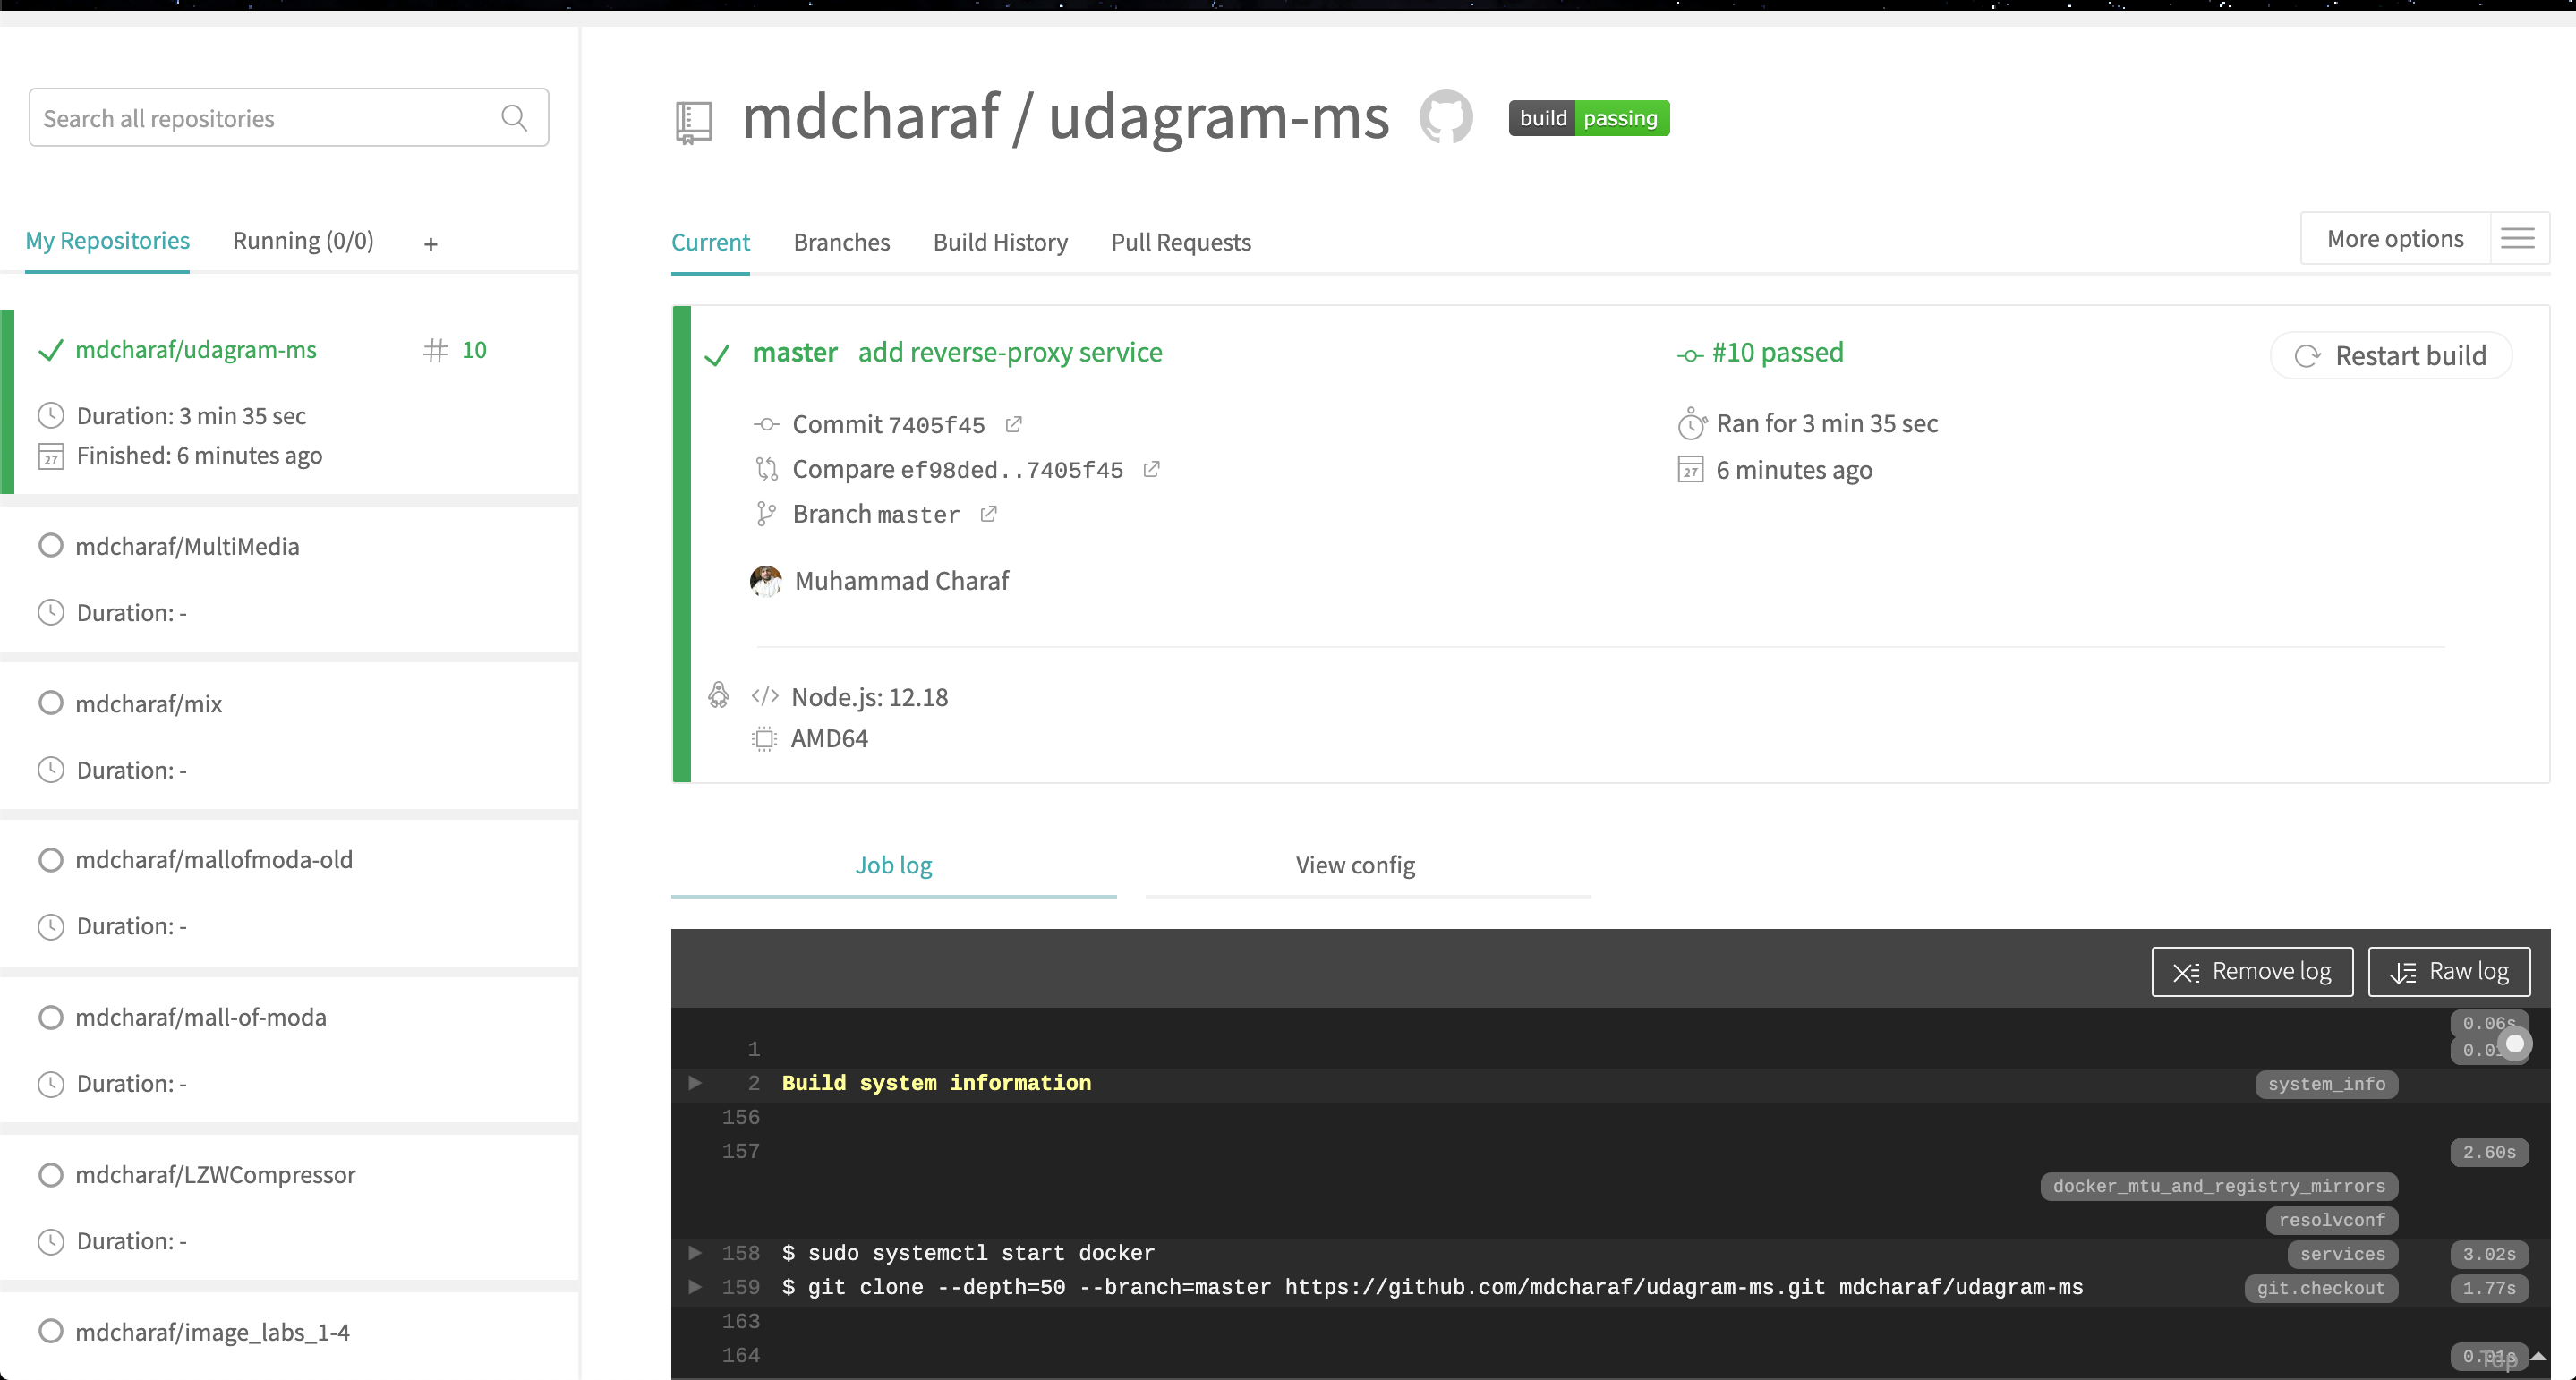 Search all repositories
My Repositories Running (0/0) +
mdcharaf/udagram-ms # 10
Duration: 3 min 35 sec
27 Finished: 6 minutes ago
mdcharaf/MultiMedia
Duration: -
mdcharaf/mix
Duration: -
mdcharaf/mallofmoda-old
Duration: -
mdcharaf/mall-of-moda
Duration: -
mdcharaf/LZWCompressor
Duration: -
mdcharaf/image_labs_1-4
mdcharaf / udagram-ms build passing
Current Branches Build History Pull Requests More options
master add reverse-proxy service
Commit 7405f45
Compare ef98ded..7405f45
Branch master
Muhammad Charaf
#10 passed
Ran for 3 min 35 sec
27 6 minutes ago
Restart build
</> Node.js: 12.18
AMD64
Job log View config
Remove log Raw log
0.06s
1
2 Build system information system_info
156
157 2.60s
docker_mtu_and_registry_mirrors
resolvconf
158 $ sudo systemctl start docker services 3.02s
159 $ git clone --depth=50 --branch=master https://github.com/mdcharaf/udagram-ms.git mdcharaf/udagram-ms git.checkout 1.77s
163
164 0.01s
Top